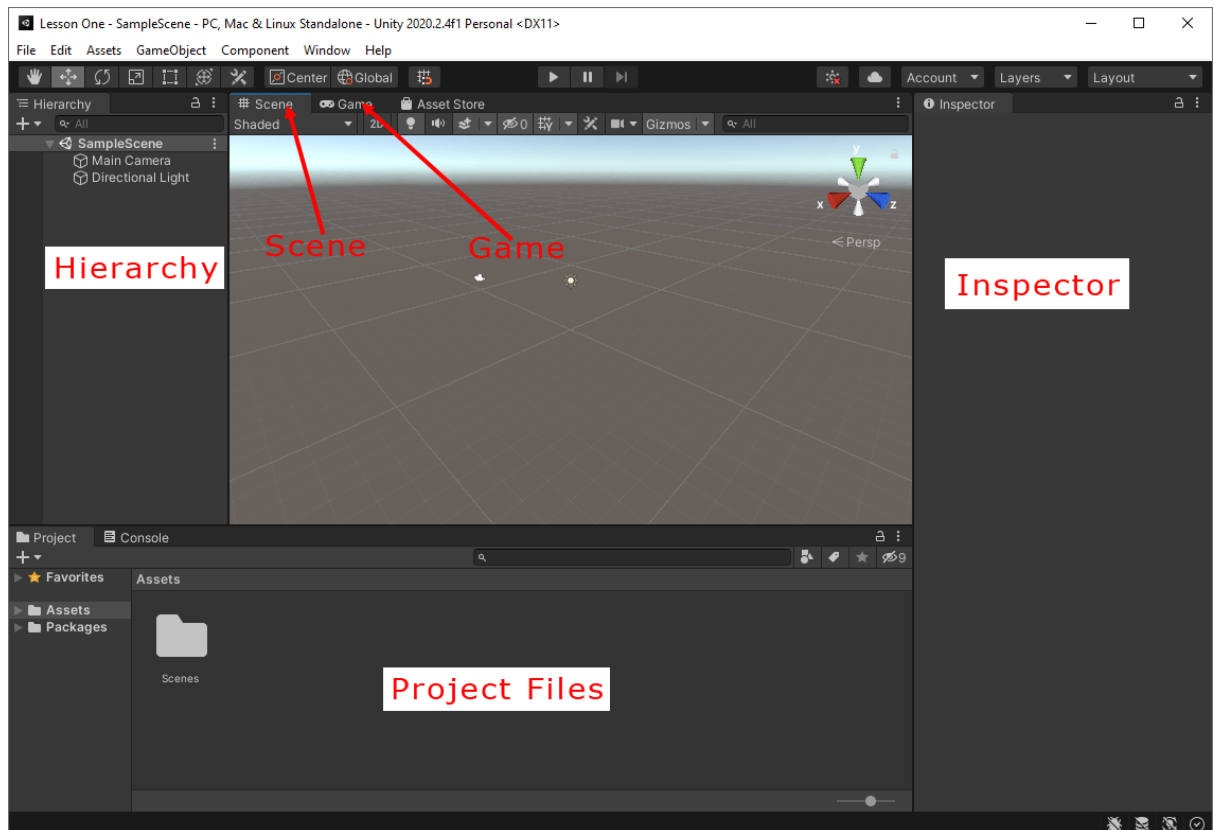 Lesson One - SampleScene - PC, Mac & Linux Standalone - Unity 2020.2.4f1 Personal <DX11>
File Edit Assets GameObject Component Window Help
Center Global Account Layers Layout
Hierarchy # Scene Game Asset Store Inspector
All Shaded 2D 0 Gizmos All
SampleScene
Main Camera
Directional Light
y
x z
Persp
Scene Game
Hierarchy
Inspector
Project Console
9
Favorites Assets
Assets
Packages
Scenes
Project Files